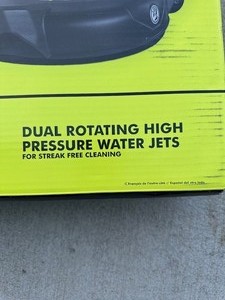 DUAL ROTATING HIGH
PRESSURE WATER JETS
FOR STREAK FREE CLEANING